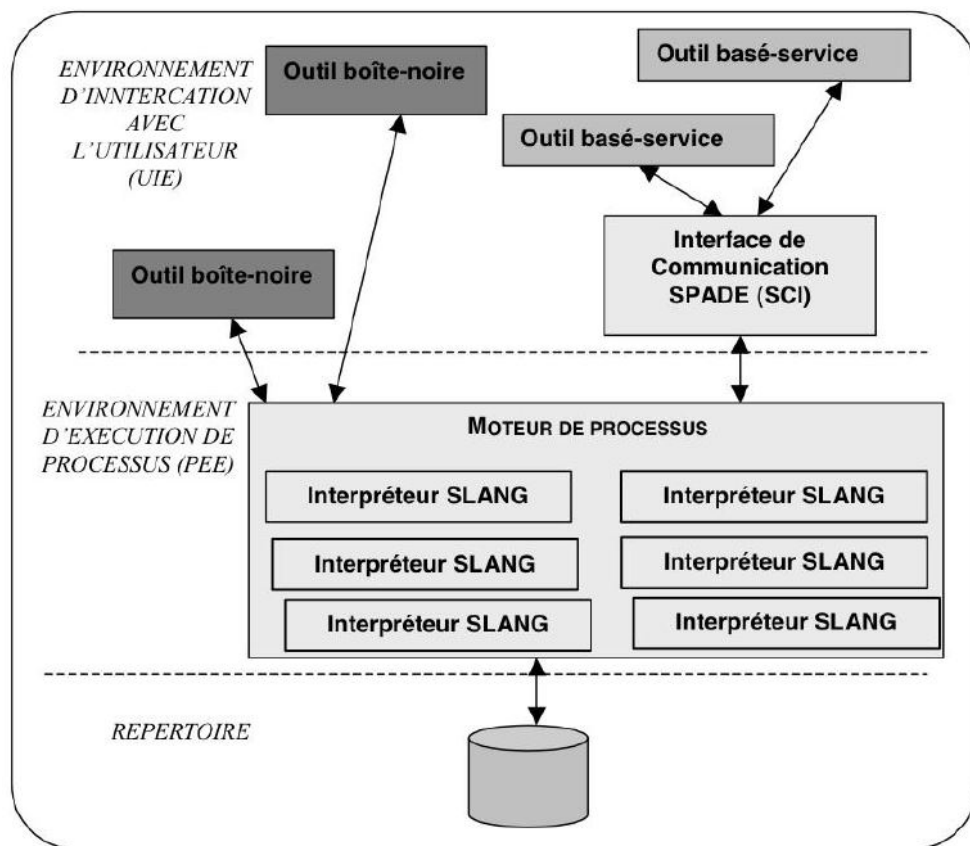 ENVIRONNEMENT
D'INNTERCATION
AVEC
L'UTILISATEUR
(UIE)
Outil boîte-noire
Outil basé-service
Outil basé-service
Interface de
Communication
SPADE (SCI)
Outil boîte-noire
ENVIRONNEMENT
D'EXECUTION DE
PROCESSUS (PEE)
MOTEUR DE PROCESSUS
Interpréteur SLANG
Interpréteur SLANG
Interpréteur SLANG
Interpréteur SLANG
Interpréteur SLANG
Interpréteur SLANG
REPERTOIRE